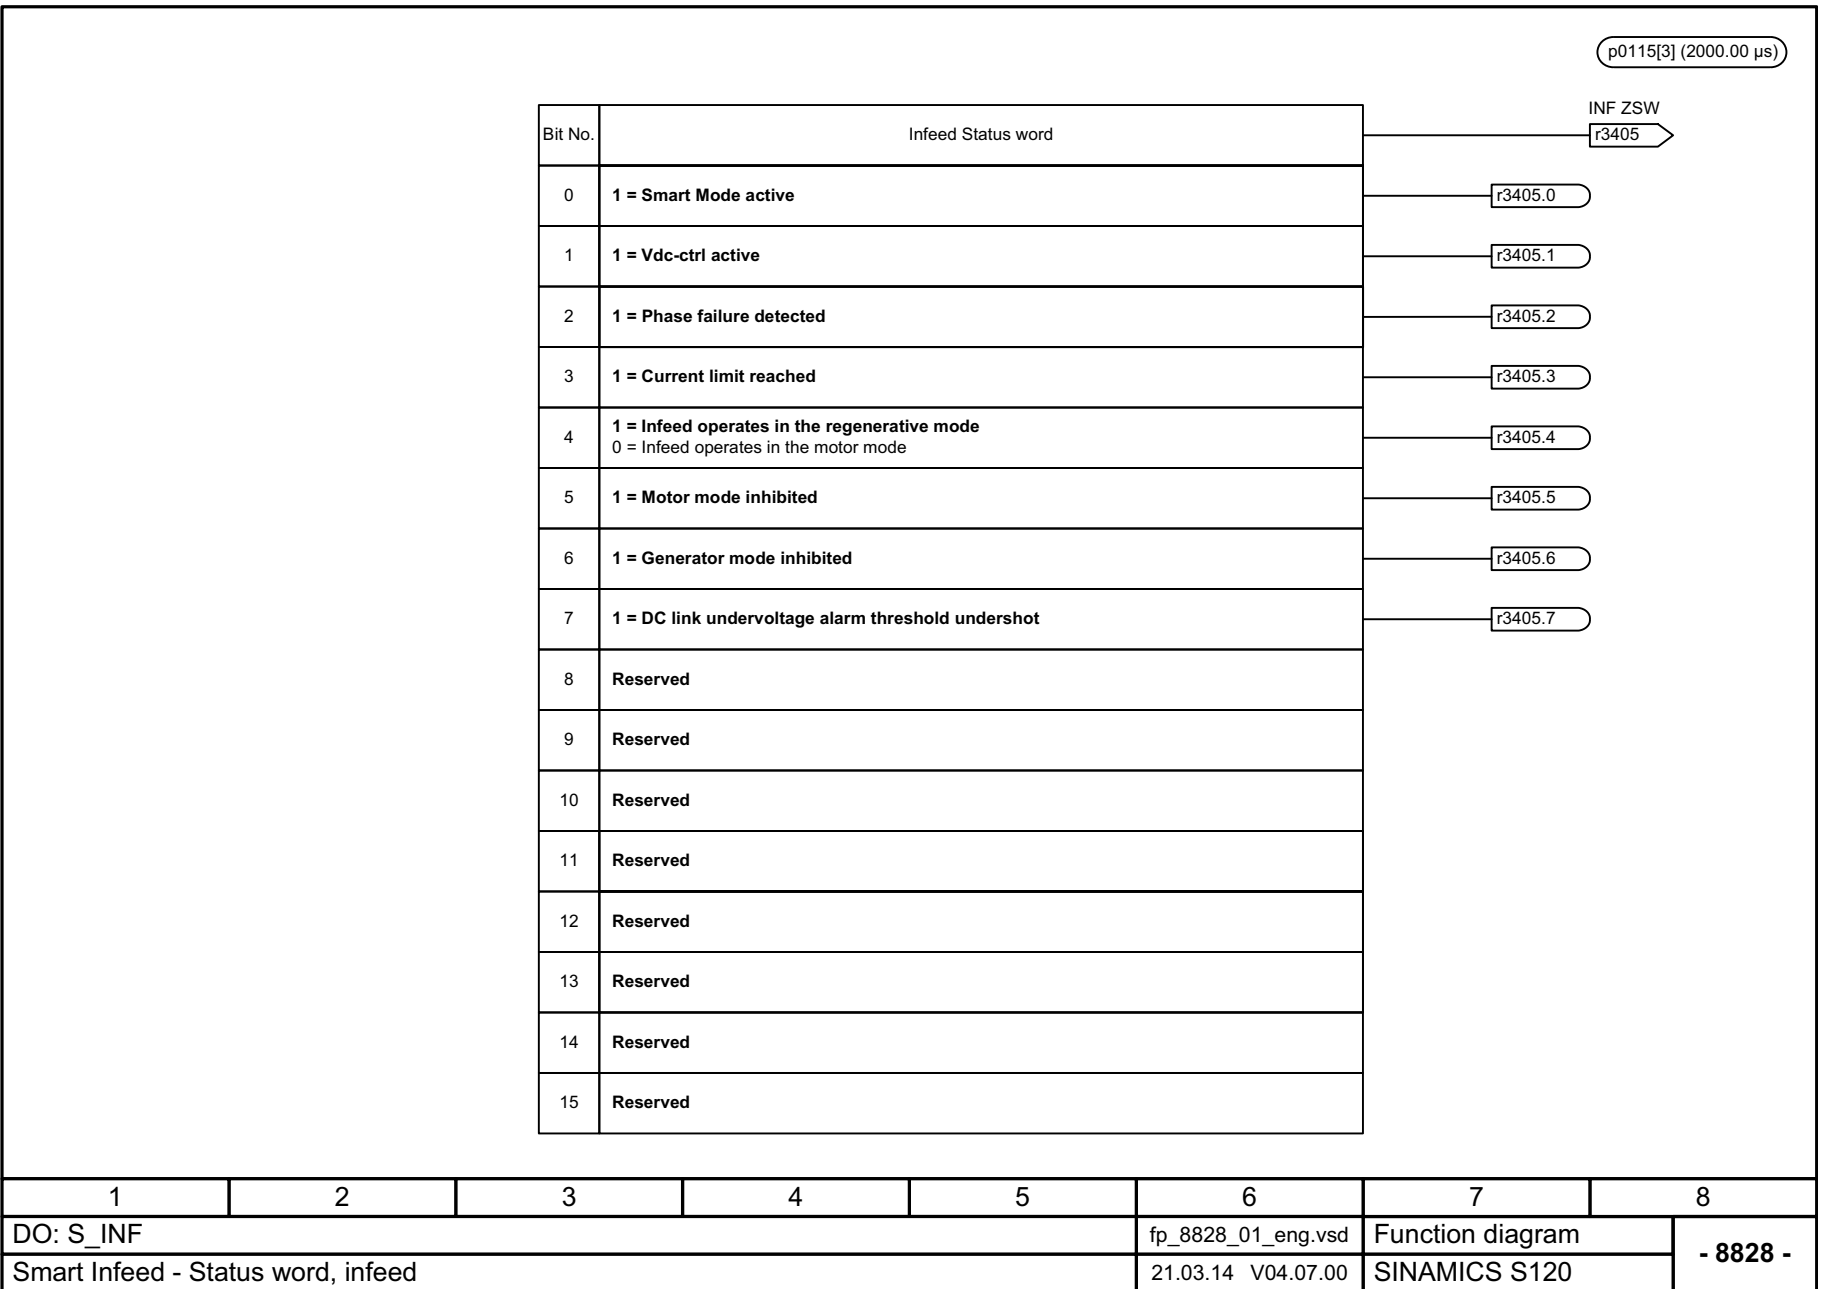 p0115[3] (2000.00 µs)
INF ZSW
Bit No. Infeed Status word r3405
0 1 = Smart Mode active r3405.0
1 1 = Vdc-ctrl active r3405.1
2 1 = Phase failure detected r3405.2
3 1 = Current limit reached r3405.3
4 1 = Infeed operates in the regenerative mode r3405.4
0 = Infeed operates in the motor mode
5 1 = Motor mode inhibited r3405.5
6 1 = Generator mode inhibited r3405.6
7 1 = DC link undervoltage alarm threshold undershot r3405.7
8 Reserved
9 Reserved
10 Reserved
11 Reserved
12 Reserved
13 Reserved
14 Reserved
15 Reserved
1 2 3 4 5 6 7 8
DO: S_INF fp_8828_01_eng.vsd Function diagram
- 8828 -
Smart Infeed - Status word, infeed 21.03.14 V04.07.00 SINAMICS S120